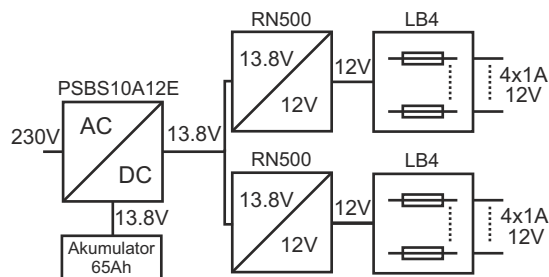 RN500
LB4
13.8V
12V
12V
4x1A
12V
PSBS10A12E
230V
AC
DC
13.8V
13.8V
Akumulator
65Ah
RN500
LB4
13.8V
12V
12V
4x1A
12V